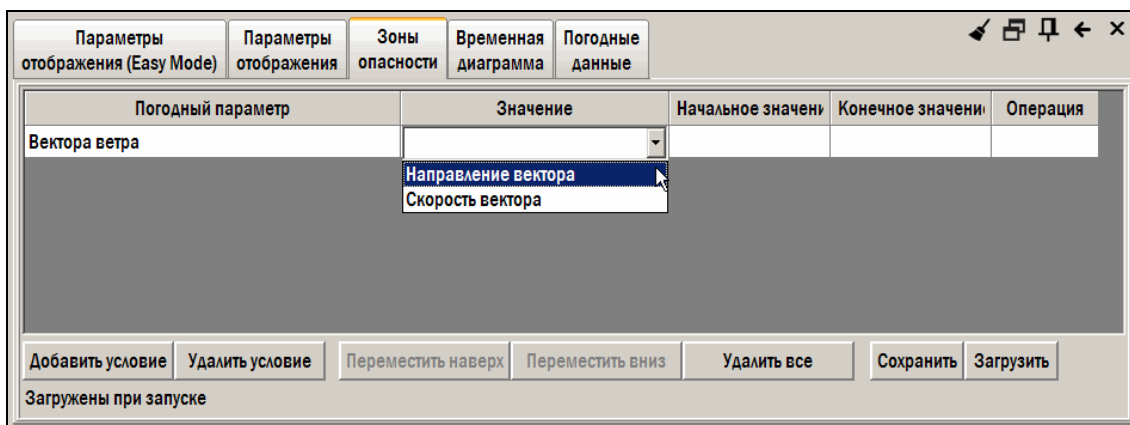 Параметры отображения (Easy Mode)
Параметры отображения
Зоны опасности
Временная диаграмма
Погодные данные
Погодный параметр Значение Начальное значени Конечное значени Операция
Вектора ветра
Направление вектора
Скорость вектора
Добавить условие Удалить условие Переместить наверх Переместить вниз Удалить все Сохранить Загрузить
Загружены при запуске